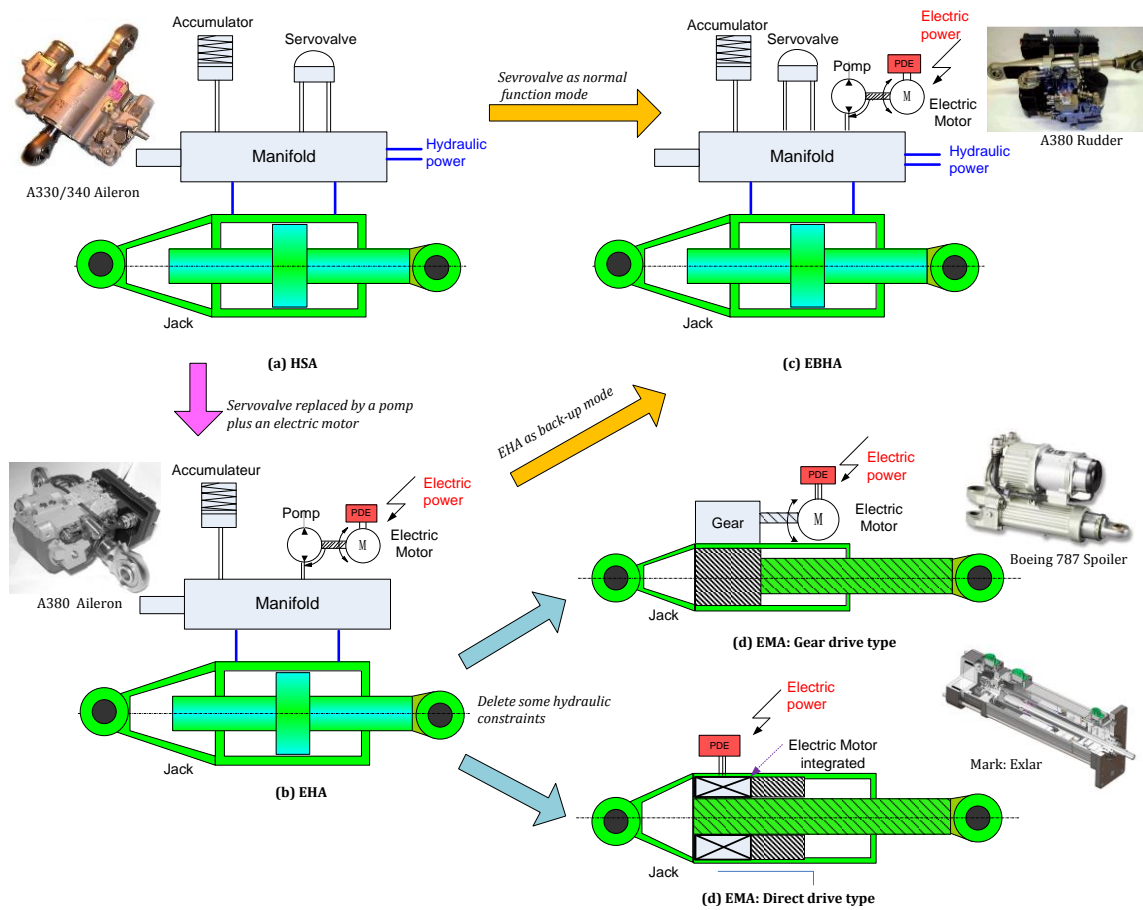 Accumulator
Servovalve
Manifold
Hydraulic
power
A330/340 Aileron
Jack
(a) HSA
Sevrovalve as normal
function mode
Accumulator
Servovalve
Pomp
PDE
M
Electric
power
Electric
Motor
Manifold
Hydraulic
power
A380 Rudder
Jack
(c) EBHA
Servovalve replaced by a pomp
plus an electric motor
EHA as back-up mode
Accumulateur
Pomp
PDE
M
Electric
power
Electric
Motor
A380 Aileron
Manifold
Jack
(b) EHA
Delete some hydraulic
constraints
Gear
PDE
M
Electric
power
Electric
Motor
Boeing 787 Spoiler
Jack
(d) EMA: Gear drive type
PDE
Electric
power
Electric Motor
integrated
Mark: Exlar
Jack
(d) EMA: Direct drive type